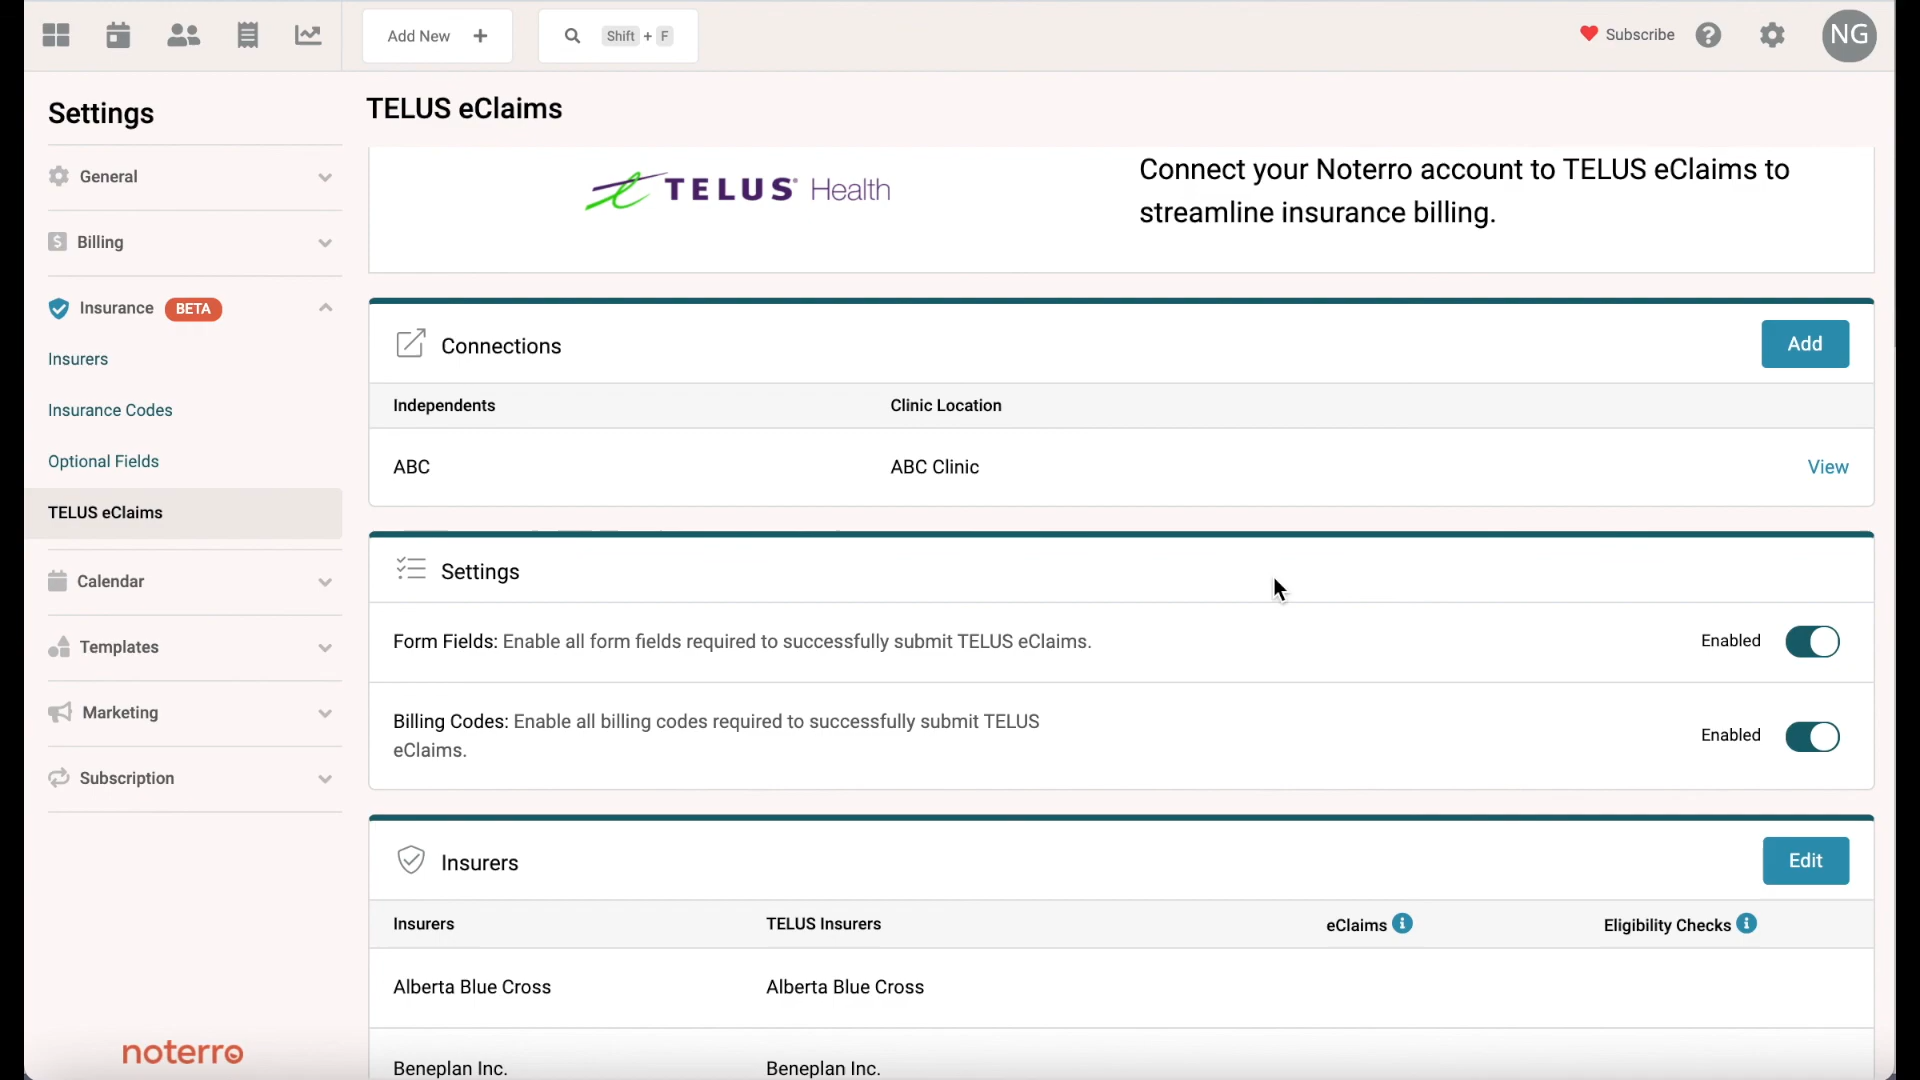 Add New +
Shift + F
Subscribe
?
NG
Settings
TELUS eClaims
General
Billing
Insurance BETA
Insurers
Insurance Codes
Optional Fields
TELUS eClaims
Calendar
Templates
Marketing
Subscription
noterro
TELUS Health
Connect your Noterro account to TELUS eClaims to
streamline insurance billing.
Connections
Add
Independents Clinic Location
ABC ABC Clinic View
Settings
Form Fields: Enable all form fields required to successfully submit TELUS eClaims. Enabled
Billing Codes: Enable all billing codes required to successfully submit TELUS
eClaims.
Enabled
Insurers
Edit
Insurers TELUS Insurers eClaims Eligibility Checks
Alberta Blue Cross Alberta Blue Cross
Beneplan Inc. Beneplan Inc.